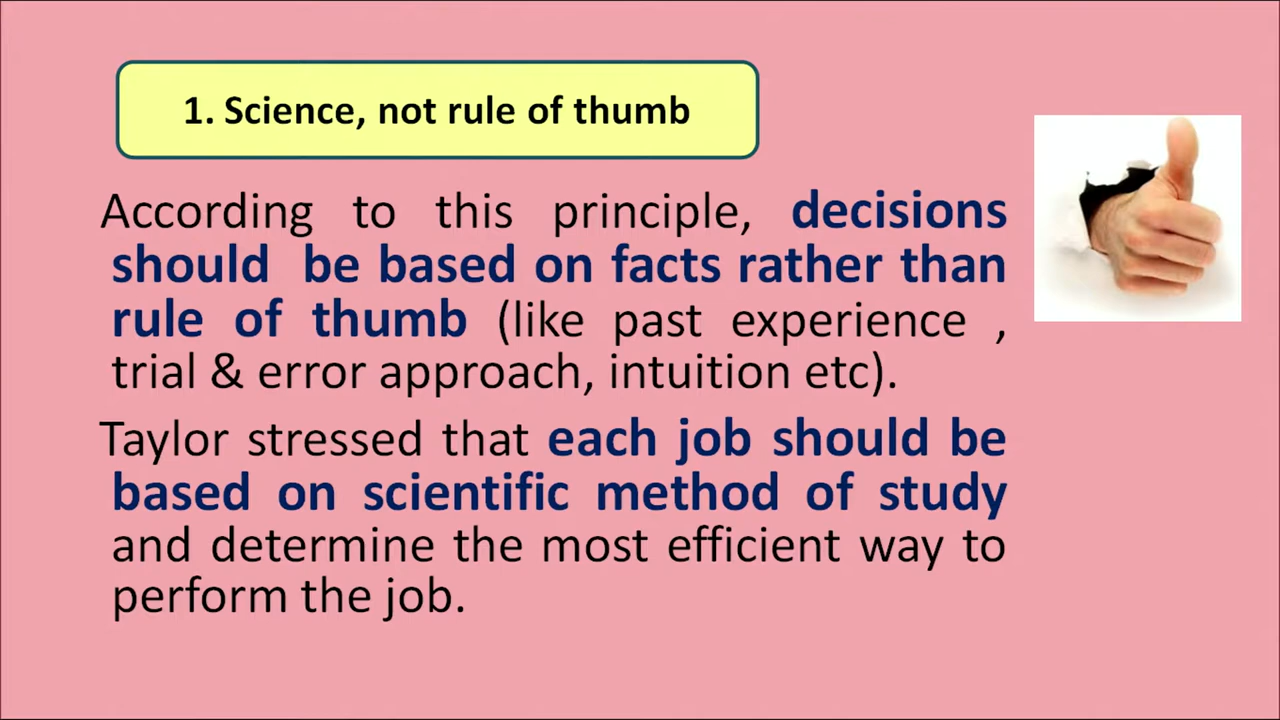 1. Science, not rule of thumb
According to this principle, decisions
should be based on facts rather than
rule of thumb (like past experience ,
trial & error approach, intuition etc).
Taylor stressed that each job should be
based on scientific method of study
and determine the most efficient way to
perform the job.